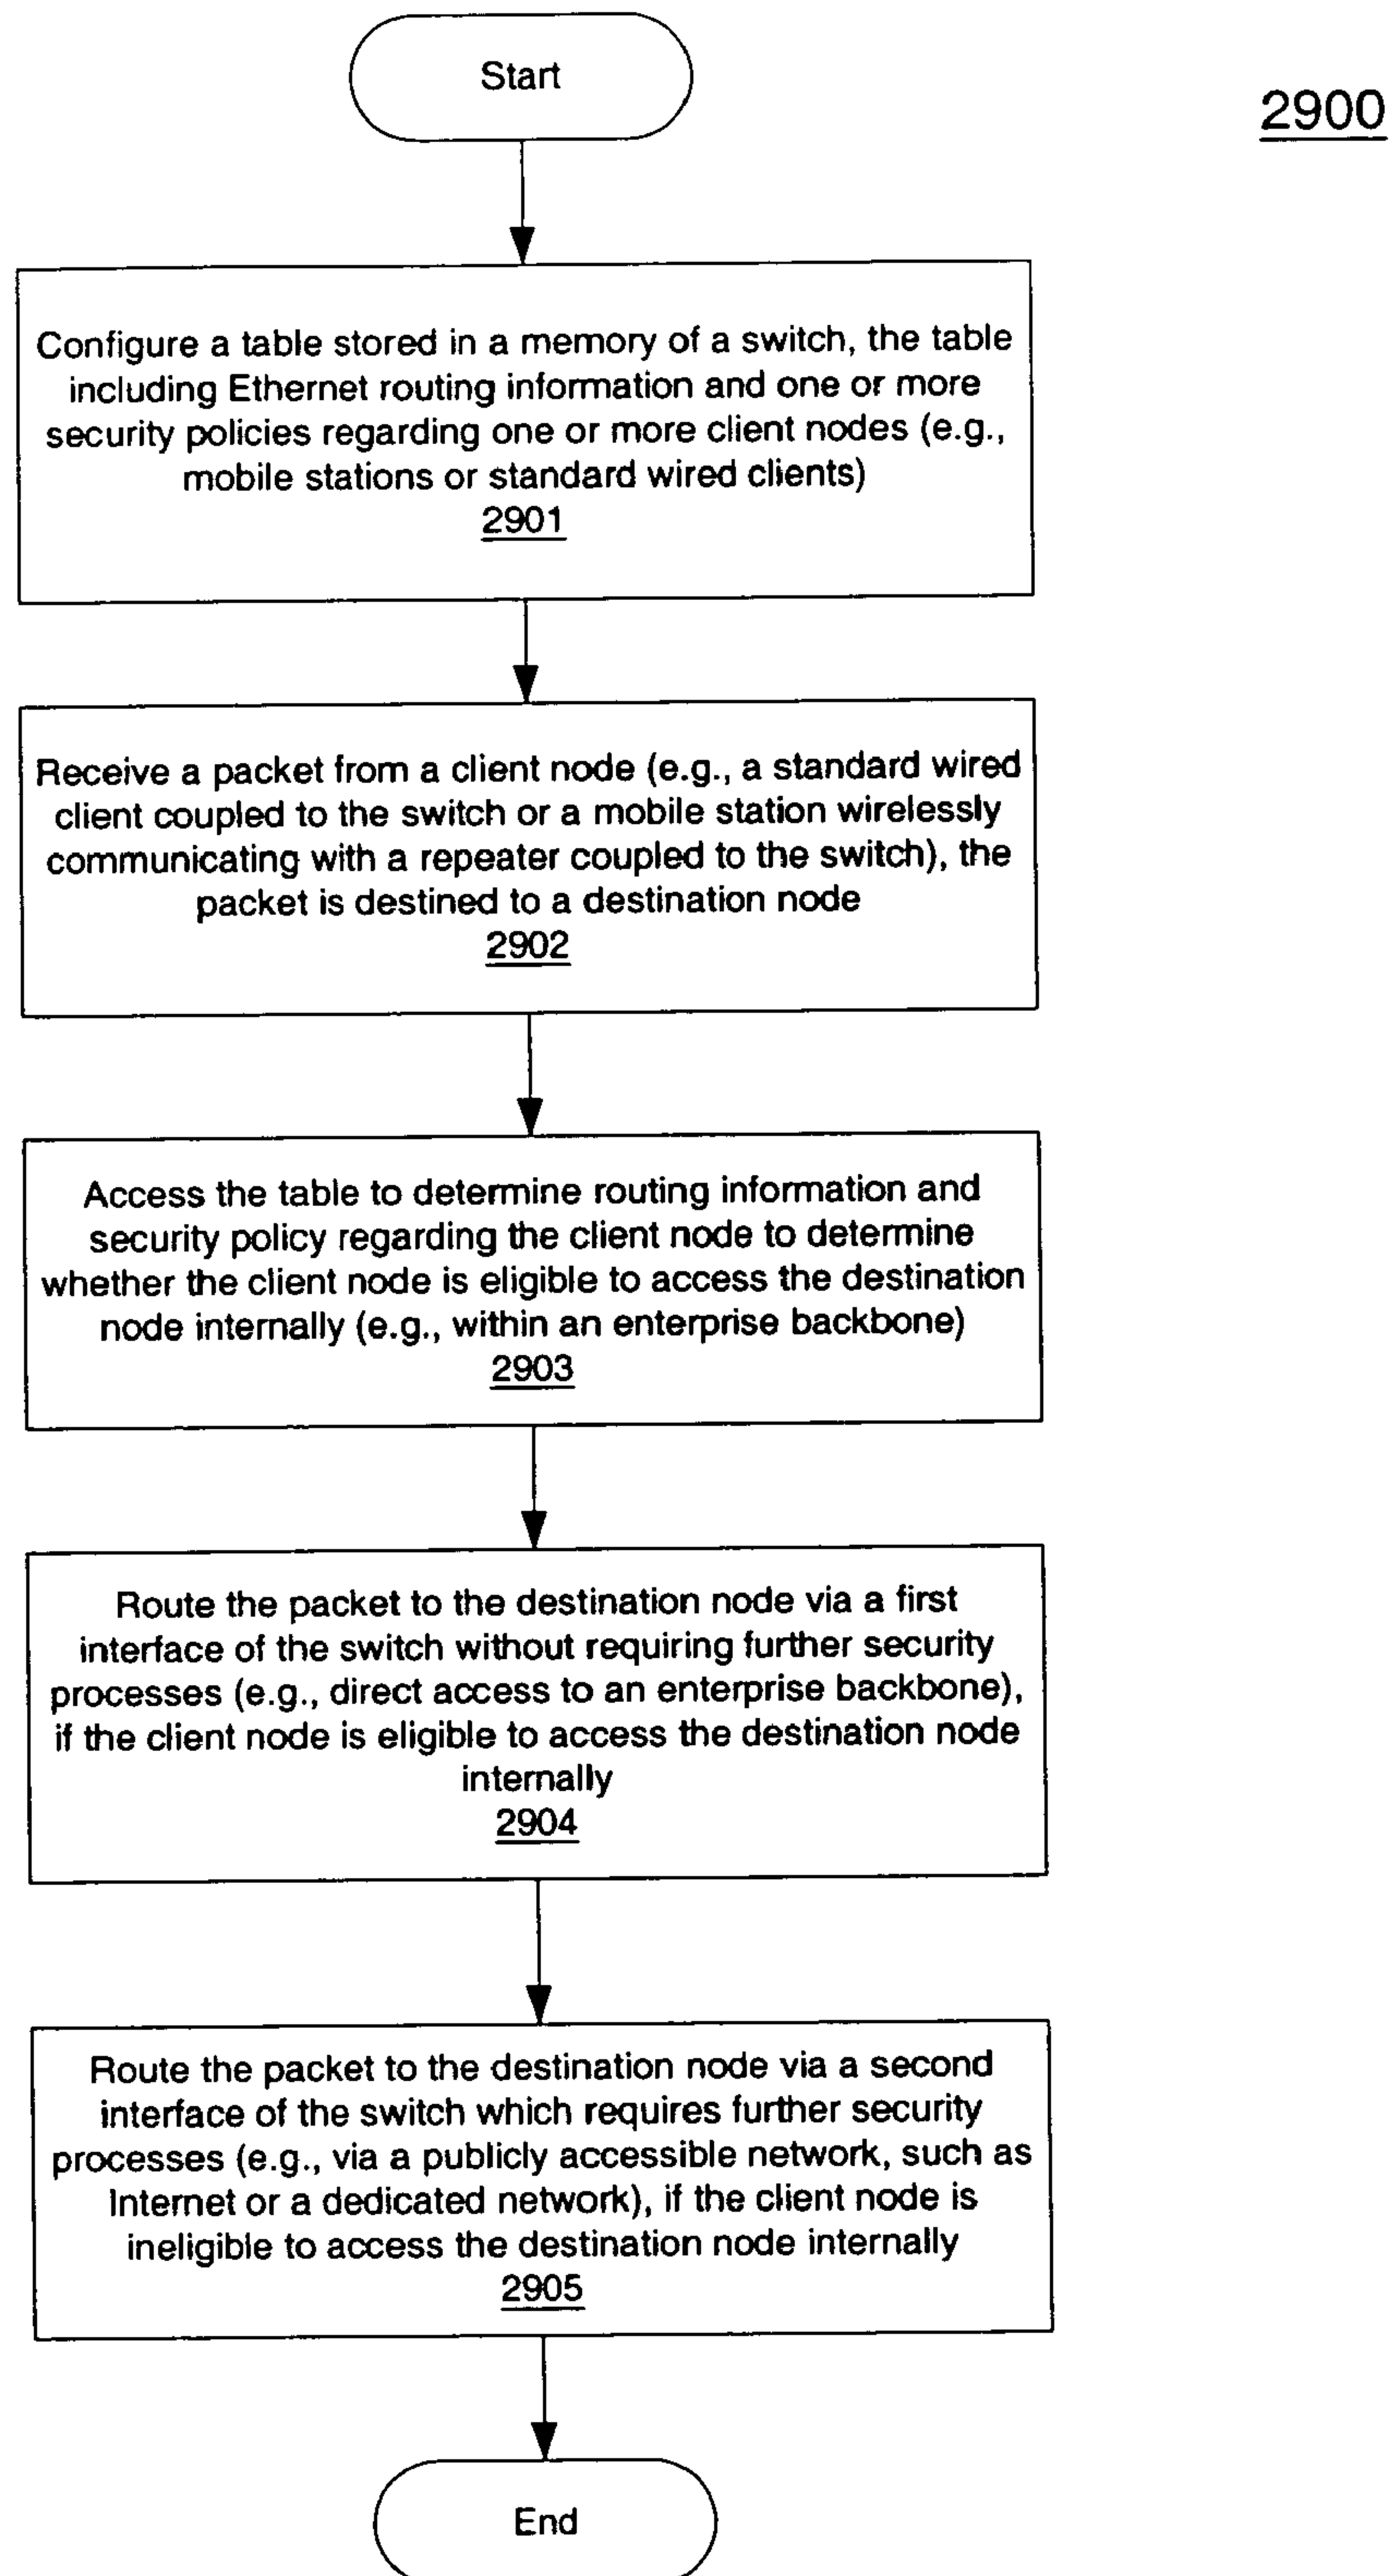 Start
2900
Configure a table stored in a memory of a switch, the table
including Ethernet routing information and one or more
security policies regarding one or more client nodes (e.g.,
mobile stations or standard wired clients)
2901
Receive a packet from a client node (e.g., a standard wired
client coupled to the switch or a mobile station wirelessly
communicating with a repeater coupled to the switch), the
packet is destined to a destination node
2902
Access the table to determine routing information and
security policy regarding the client node to determine
whether the client node is eligible to access the destination
node internally (e.g., within an enterprise backbone)
2903
Route the packet to the destination node via a first
interface of the switch without requiring further security
processes (e.g., direct access to an enterprise backbone),
if the client node is eligible to access the destination node
internally
2904
Route the packet to the destination node via a second
interface of the switch which requires further security
processes (e.g., via a publicly accessible network, such as
Internet or a dedicated network), if the client node is
ineligible to access the destination node internally
2905
End